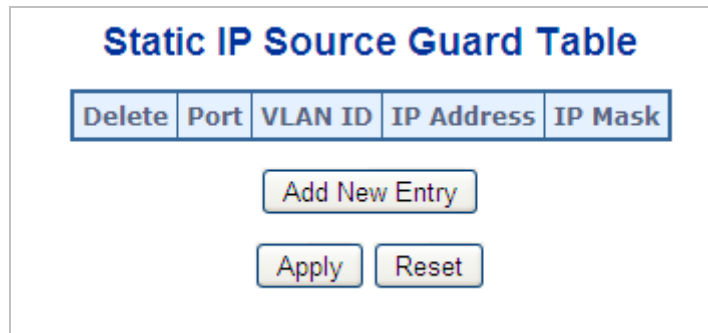 Static IP Source Guard Table
Delete Port VLAN ID IP Address IP Mask
Add New Entry
Apply Reset